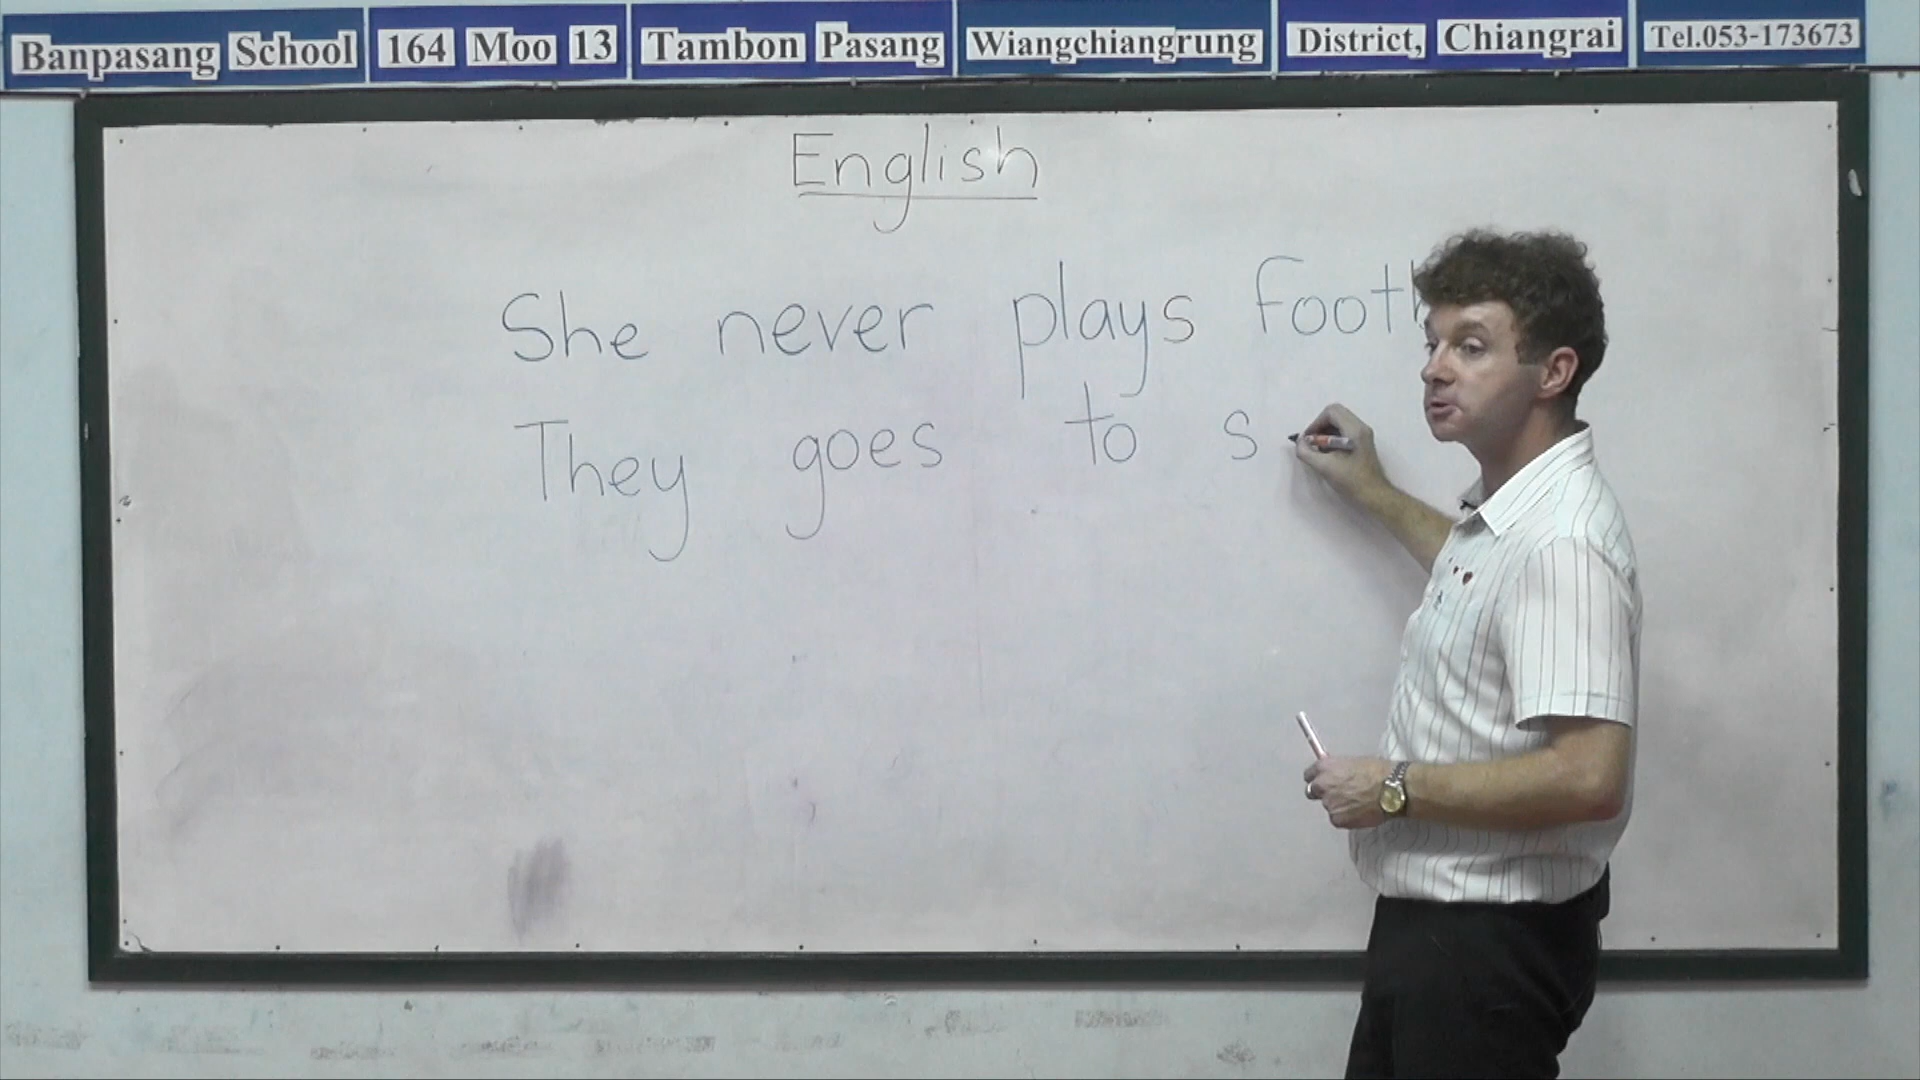 Banpasang School 164 Moo 13 Tambon Pasang Wiangchiangrung District, Chiangrai Tel.053-173673
English
She never plays
They goes to s